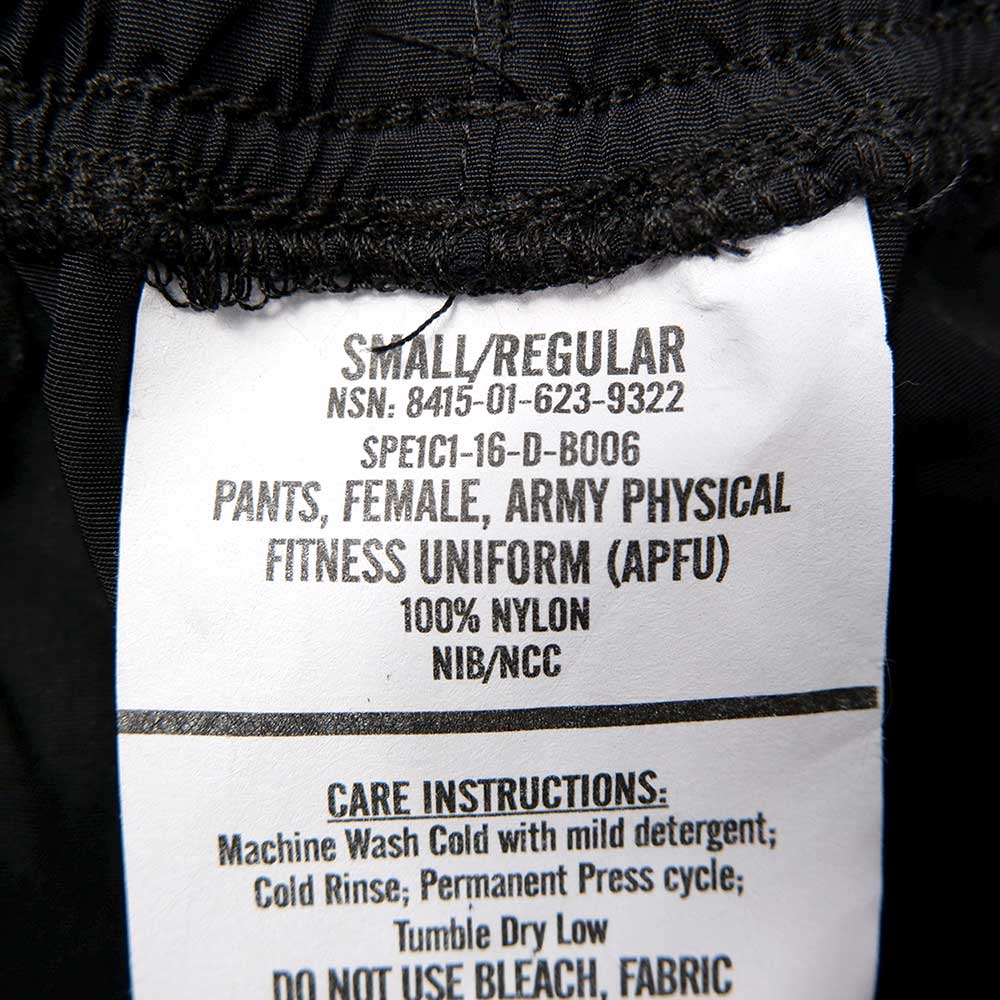 SMALL/REGULAR
NSN: 8415-01-623-9322
SPE1C1-16-D-B006
PANTS, FEMALE, ARMY PHYSICAL
FITNESS UNIFORM (APFU)
100% NYLON
NIB/NCC
CARE INSTRUCTIONS:
Machine Wash Cold with mild detergent;
Cold Rinse; Permanent Press cycle;
Tumble Dry Low
DO NOT USE BLEACH, FABRIC